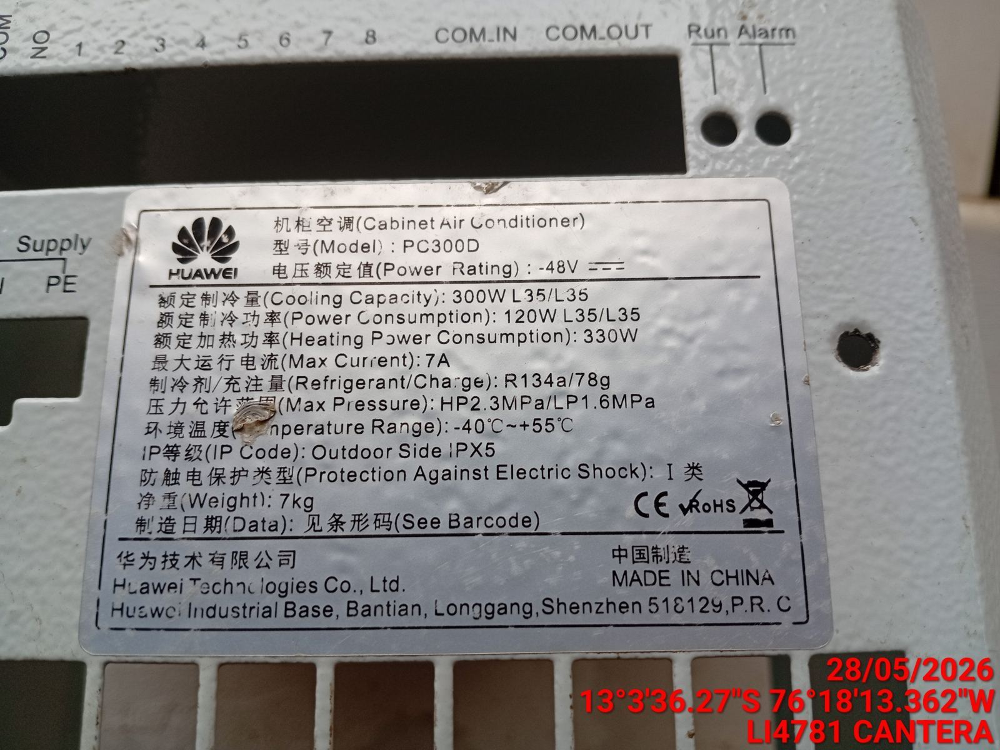 COM
NO
1 2 3 4 5 6 7 8 COM_IN COM_OUT Run Alarm
Supply
PE
HUAWEI
机柜空调(Cabinet Air Conditioner)
型号(Model) : PC300D
电压额定值(Power Rating) : -48V
额定制冷量(Cooling Capacity): 300W L35/L35
额定制冷功率(Power Consumption): 120W L35/L35
额定加热功率(Heating Power Consumption): 330W
最大运行电流(Max Current): 7A
制冷剂/充注量(Refrigerant/Charge): R134a/78g
压力允许范围(Max Pressure): HP2.3MPa/LP1.6MPa
环境温度(Temperature Range): -40℃~+55℃
IP等级(IP Code): Outdoor Side IPX5
防触电保护类型(Protection Against Electric Shock): I 类
净重(Weight): 7kg
制造日期(Data): 见条形码(See Barcode)
CE RoHS
华为技术有限公司
Huawei Technologies Co., Ltd.
Huawei Industrial Base, Bantian, Longgang,Shenzhen 518129,P.R. C
中国制造
MADE IN CHINA
28/05/2026
13°3'36.27"S 76°18'13.362"W
LI4781 CANTERA